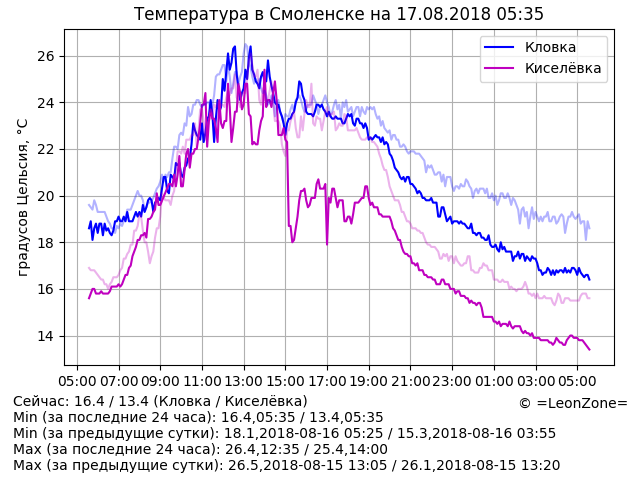 Температура в Смоленске на 17.08.2018 05:35
Кловка
Киселёвка
градусов Цельсия, °C
26
24
22
20
18
16
14
05:00 07:00 09:00 11:00 13:00 15:00 17:00 19:00 21:00 23:00 01:00 03:00 05:00
Сейчас: 16.4 / 13.4 (Кловка / Киселёвка)
© =LeonZone=
Min (за последние 24 часа): 16.4,05:35 / 13.4,05:35
Min (за предыдущие сутки): 18.1,2018-08-16 05:25 / 15.3,2018-08-16 03:55
Max (за последние 24 часа): 26.4,12:35 / 25.4,14:00
Max (за предыдущие сутки): 26.5,2018-08-15 13:05 / 26.1,2018-08-15 13:20